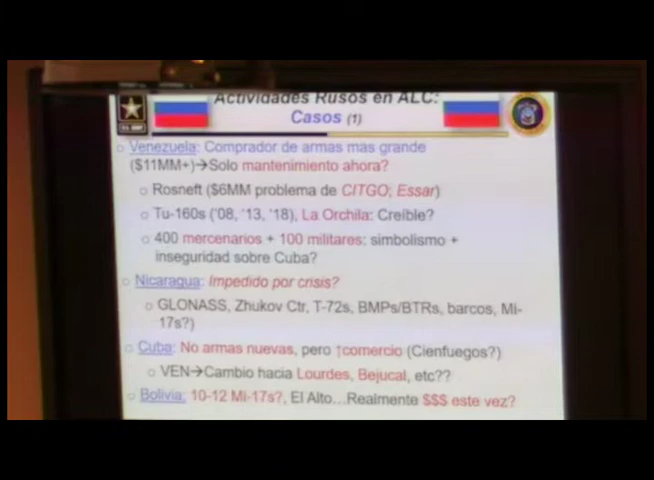 Actividades Rusos en ALC:
Casos (1)
Venezuela: Comprador de armas mas grande
($11MM+)→Solo mantenimiento ahora?
Rosneft ($6MM problema de CITGO; Essar)
Tu-160s ('08, '13, '18), La Orchila: Creíble?
400 mercenarios + 100 militares: simbolismo +
inseguridad sobre Cuba?
Nicaragua: Impedido por crisis?
GLONASS, Zhukov Ctr, T-72s, BMPs/BTRs, barcos, Mi-
17s?)
Cuba: No armas nuevas, pero ↑comercio (Cienfuegos?)
VEN→Cambio hacia Lourdes, Bejucal, etc??
Bolivia: 10-12 Mi-17s?, El Alto…Realmente $$$ este vez?